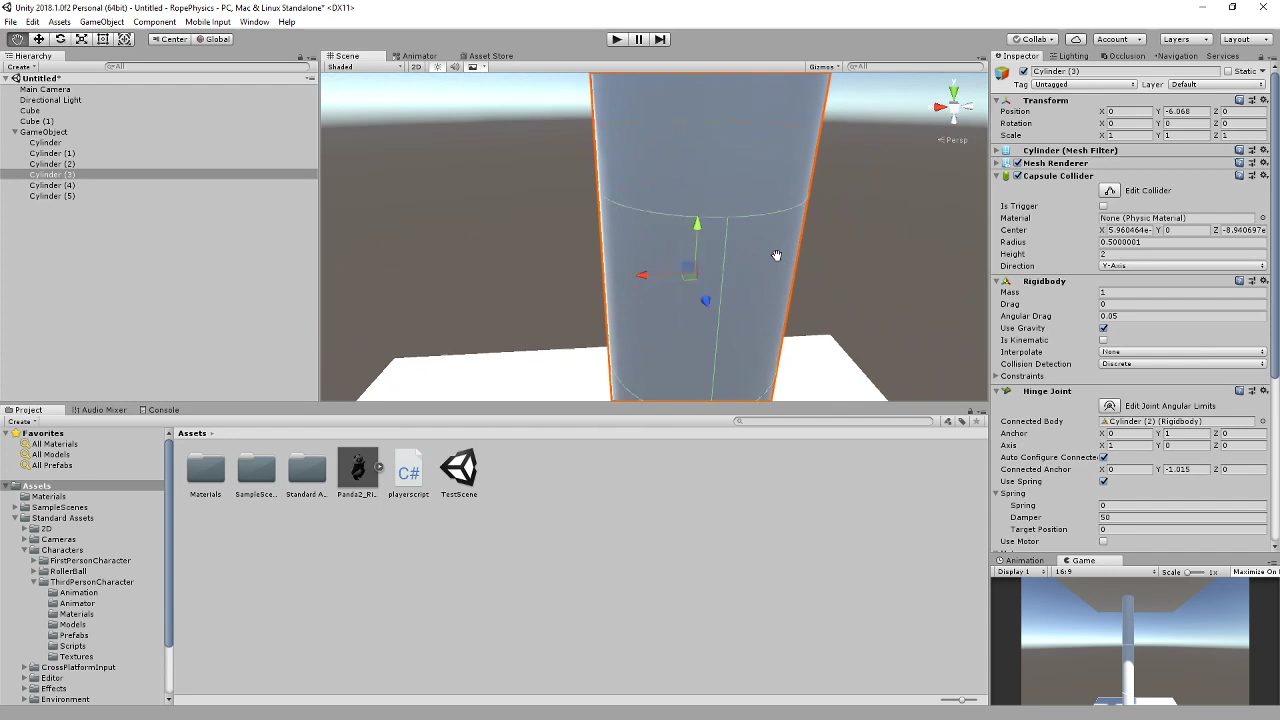 Unity 2018.1.0f2 Personal (64bit) - Untitled - RopePhysics - PC, Mac & Linux Standalone* <DX11>
File Edit Assets GameObject Component Mobile Input Window Help
Center Global Collab Account Layers Layout
Hierarchy Scene Animator Asset Store Inspector Lighting Occlusion Navigation Services
Create All Shaded 2D Gizmos All Cylinder (3) Static
Untitled*
Tag Untagged Layer Default
Main Camera
Directional Light
Cube
Cube (1)
GameObject
Cylinder
Cylinder (1)
Cylinder (2)
Cylinder (3)
Cylinder (4)
Cylinder (5)
y
x
Persp
Transform
Position X 0 Y -6.068 Z 0
Rotation X 0 Y 0 Z 0
Scale X 1 Y 1 Z 1
Cylinder (Mesh Filter)
Mesh Renderer
Capsule Collider
Edit Collider
Is Trigger
Material None (Physic Material)
Center X 5.960464e- Y 0 Z -8.940697e
Radius 0.5000001
Height 2
Direction Y-Axis
Rigidbody
Mass 1
Drag 0
Angular Drag 0.05
Use Gravity
Is Kinematic
Interpolate None
Collision Detection Discrete
Constraints
Hinge Joint
Edit Joint Angular Limits
Connected Body Cylinder (2) (Rigidbody)
Anchor X 0 Y 1 Z 0
Axis X 1 Y 0 Z 0
Auto Configure Connecte
Connected Anchor X 0 Y -1.015 Z 0
Use Spring
Spring
Spring 0
Damper 50
Target Position 0
Use Motor
Project Audio Mixer Console
Create
Favorites
All Materials
All Models
All Prefabs
Assets
Materials
SampleScenes
Standard Assets
2D
Cameras
Characters
FirstPersonCharacter
RollerBall
ThirdPersonCharacter
Animation
Animator
Materials
Models
Prefabs
Scripts
Textures
CrossPlatformInput
Editor
Effects
Environment
Assets
Materials SampleSce... Standard A... Panda2_Ri... playerscript TestScene
C#
Animation Game
Display 1 16:9 Scale 1x Maximize On